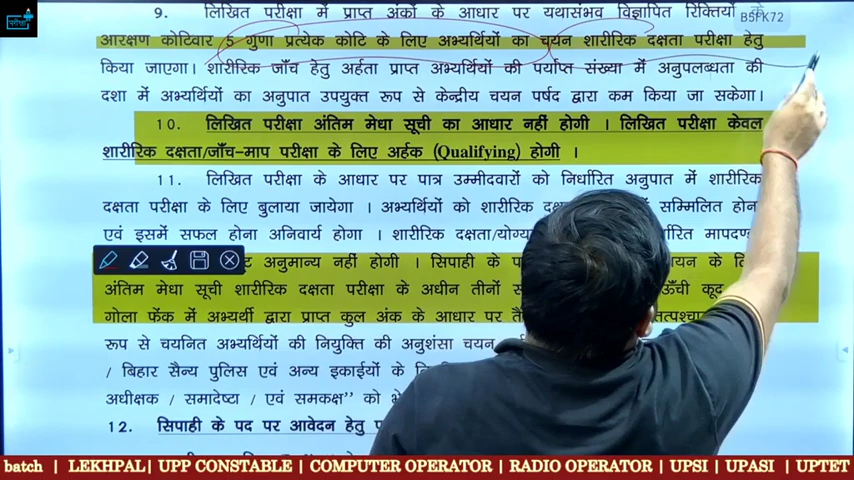 परीक्षा
9. लिखित परीक्षा में प्राप्त अंकों के आधार पर यथासंभव विज्ञापित रिक्तियों के
B5FK72
आरक्षण कोटिवार 5 गुणा प्रत्येक कोटि के लिए अभ्यर्थियों का चयन शारीरिक दक्षता परीक्षा हेतु
किया जाएगा। शारीरिक जाँच हेतु अर्हता प्राप्त अभ्यर्थियों की पर्याप्त संख्या में अनुपलब्धता की
दशा में अभ्यर्थियों का अनुपात उपयुक्त रूप से केन्द्रीय चयन पर्षद द्वारा कम किया जा सकेगा।
10. लिखित परीक्षा अंतिम मेधा सूची का आधार नहीं होगी । लिखित परीक्षा केवल
शारीरिक दक्षता/जाँच-माप परीक्षा के लिए अर्हक (Qualifying) होगी ।
11. लिखित परीक्षा के आधार पर पात्र उम्मीदवारों को निर्धारित अनुपात में शारीरिक
दक्षता परीक्षा के लिए बुलाया जायेगा । अभ्यर्थियों को शारीरिक में सम्मिलित होना
एवं इसमें सफल होना अनिवार्य होगा । शारीरिक दक्षता/योग्य
अनुमान्य नहीं होगी । सिपाही के
अंतिम मेधा सूची शारीरिक दक्षता परीक्षा के अधीन तीनों ऊँची कूद
गोला फेंक में अभ्यर्थी द्वारा प्राप्त कुल अंक के आधार पर
रूप से चयनित अभ्यर्थियों की नियुक्ति की अनुशंसा चयन
/ बिहार सैन्य पुलिस एवं अन्य इकाईयों के
अधीक्षक / समादेष्टा / एवं समकक्ष" को
12. सिपाही के पद पर आवेदन हेतु
batch | LEKHPAL| UPP CONSTABLE | COMPUTER OPERATOR | RADIO OPERATOR | UPSI | UPASI | UPTET